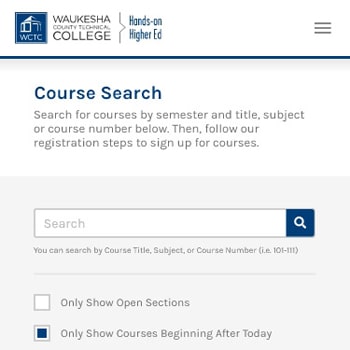 WAUKESHA
COUNTY TECHNICAL
COLLEGE
WCTC
Hands-on
Higher Ed
Course Search
Search for courses by semester and title, subject
or course number below. Then, follow our
registration steps to sign up for courses.
Search
You can search by Course Title, Subject, or Course Number (i.e. 101-111)
Only Show Open Sections
Only Show Courses Beginning After Today